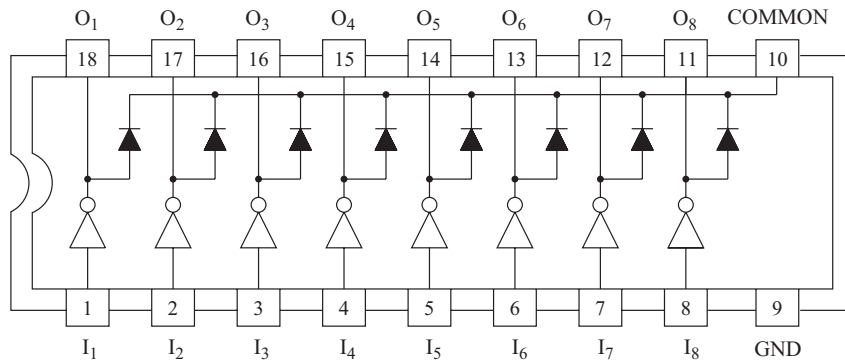 O₁ O₂ O₃ O₄ O₅ O₆ O₇ O₈ COMMON
18 17 16 15 14 13 12 11 10
1 2 3 4 5 6 7 8 9
I₁ I₂ I₃ I₄ I₅ I₆ I₇ I₈ GND